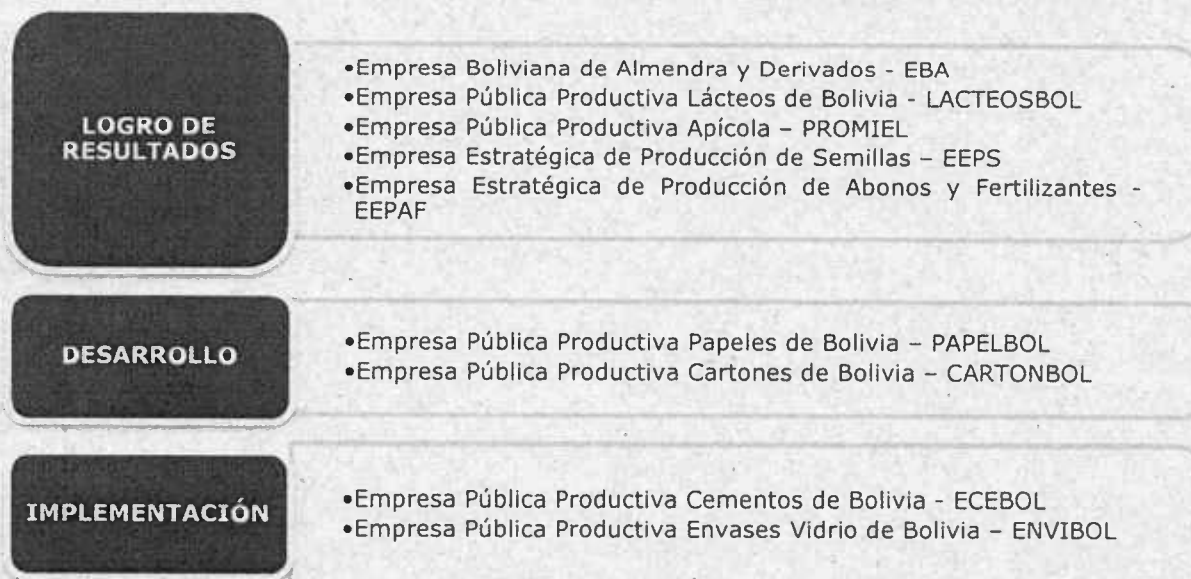 LOGRO DE
RESULTADOS
•Empresa Boliviana de Almendra y Derivados - EBA
•Empresa Pública Productiva Lácteos de Bolivia - LACTEOSBOL
•Empresa Pública Productiva Apícola – PROMIEL
•Empresa Estratégica de Producción de Semillas – EEPS
•Empresa Estratégica de Producción de Abonos y Fertilizantes -
EEPAF
DESARROLLO
•Empresa Pública Productiva Papeles de Bolivia – PAPELBOL
•Empresa Pública Productiva Cartones de Bolivia – CARTONBOL
IMPLEMENTACIÓN
•Empresa Pública Productiva Cementos de Bolivia - ECEBOL
•Empresa Pública Productiva Envases Vidrio de Bolivia – ENVIBOL